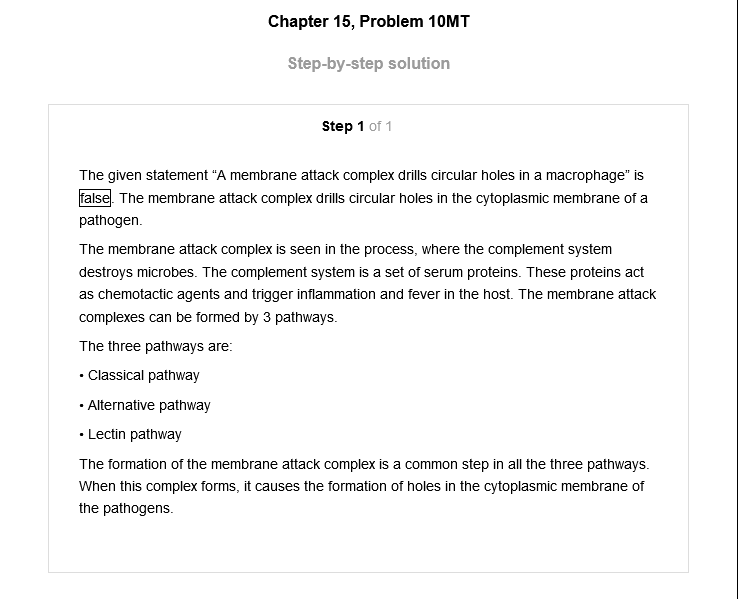 Chapter 15, Problem 10MT
Step-by-step solution
Step 1 of 1
The given statement “A membrane attack complex drills circular holes in a macrophage” is
false. The membrane attack complex drills circular holes in the cytoplasmic membrane of a
pathogen.
The membrane attack complex is seen in the process, where the complement system
destroys microbes. The complement system is a set of serum proteins. These proteins act
as chemotactic agents and trigger inflammation and fever in the host. The membrane attack
complexes can be formed by 3 pathways.
The three pathways are:
• Classical pathway
• Alternative pathway
• Lectin pathway
The formation of the membrane attack complex is a common step in all the three pathways.
When this complex forms, it causes the formation of holes in the cytoplasmic membrane of
the pathogens.